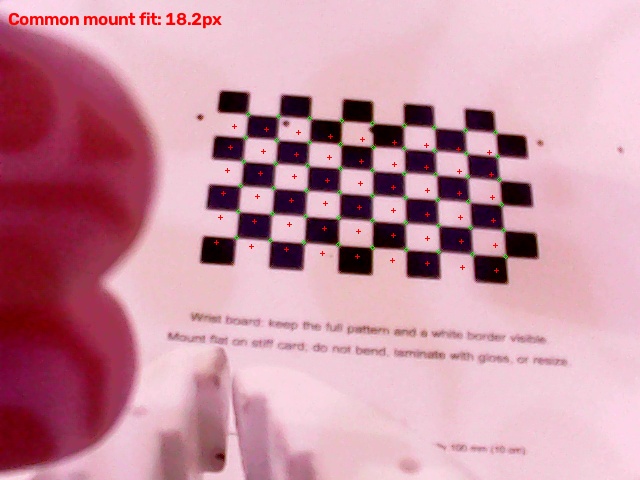 Common mount fit: 18.2px
Wrist board: keep the full pattern and a white border visible.
Mount flat on stiff card; do not bend, laminate with gloss, or resize.
100 mm (10 cm)